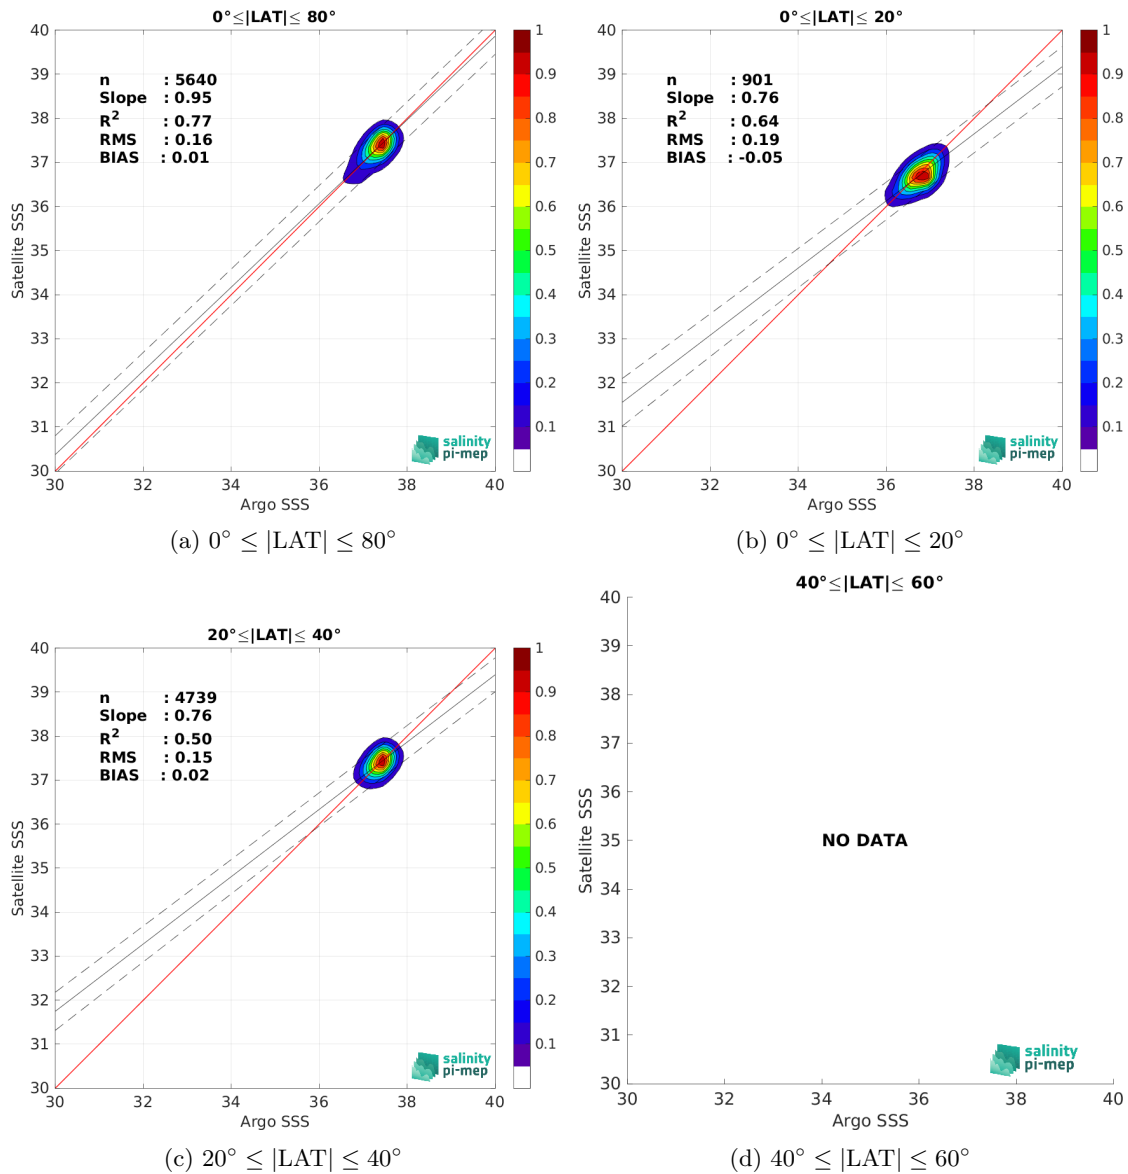 0°≤|LAT|≤ 80°
40
39
38
37
36
35
34
33
32
31
30
Satellite SSS
n : 5640
Slope : 0.95
R² : 0.77
RMS : 0.16
BIAS : 0.01
1
0.9
0.8
0.7
0.6
0.5
0.4
0.3
0.2
0.1
salinity
pi-mep
30 32 34 36 38 40
Argo SSS
(a) 0° ≤ |LAT| ≤ 80°
0°≤|LAT|≤ 20°
40
39
38
37
36
35
34
33
32
31
30
Satellite SSS
n : 901
Slope : 0.76
R² : 0.64
RMS : 0.19
BIAS : -0.05
1
0.9
0.8
0.7
0.6
0.5
0.4
0.3
0.2
0.1
salinity
pi-mep
30 32 34 36 38 40
Argo SSS
(b) 0° ≤ |LAT| ≤ 20°
20°≤|LAT|≤ 40°
40
39
38
37
36
35
34
33
32
31
30
Satellite SSS
n : 4739
Slope : 0.76
R² : 0.50
RMS : 0.15
BIAS : 0.02
1
0.9
0.8
0.7
0.6
0.5
0.4
0.3
0.2
0.1
salinity
pi-mep
30 32 34 36 38 40
Argo SSS
(c) 20° ≤ |LAT| ≤ 40°
40°≤|LAT|≤ 60°
40
39
38
37
36
35
34
33
32
31
30
Satellite SSS
NO DATA
salinity
pi-mep
30 32 34 36 38 40
Argo SSS
(d) 40° ≤ |LAT| ≤ 60°